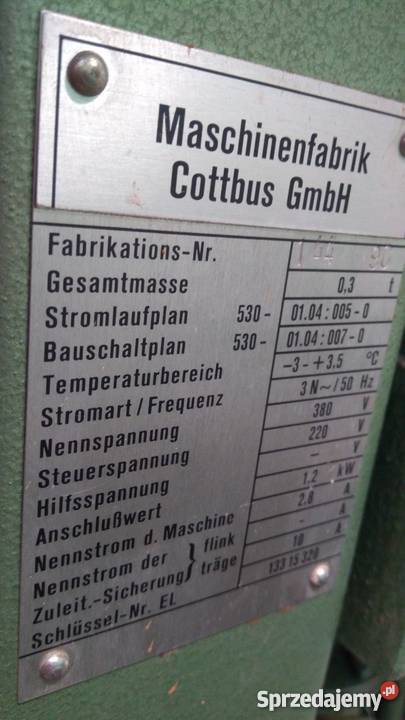 Maschinenfabrik
Cottbus GmbH
Fabrikations-Nr. 144 90
Gesamtmasse 0,3 t
Stromlaufplan 530- 01.04:005-0
Bauschaltplan 530- 01.04:007-0
Temperaturbereich -3-+3,5 °C
Stromart/Frequenz 3 N~/50 Hz
Nennspannung 380 V
Steuerspannung 220 V
Hilfsspannung - V
Anschlußwert 1,2 kW
Nennstrom d. Maschine 2,8 A
Nennstrom der } flink - A
Zuleit.-Sicherung } träge 10 A
Schlüssel-Nr. EL 133 15 320
Sprzedajemy.pl